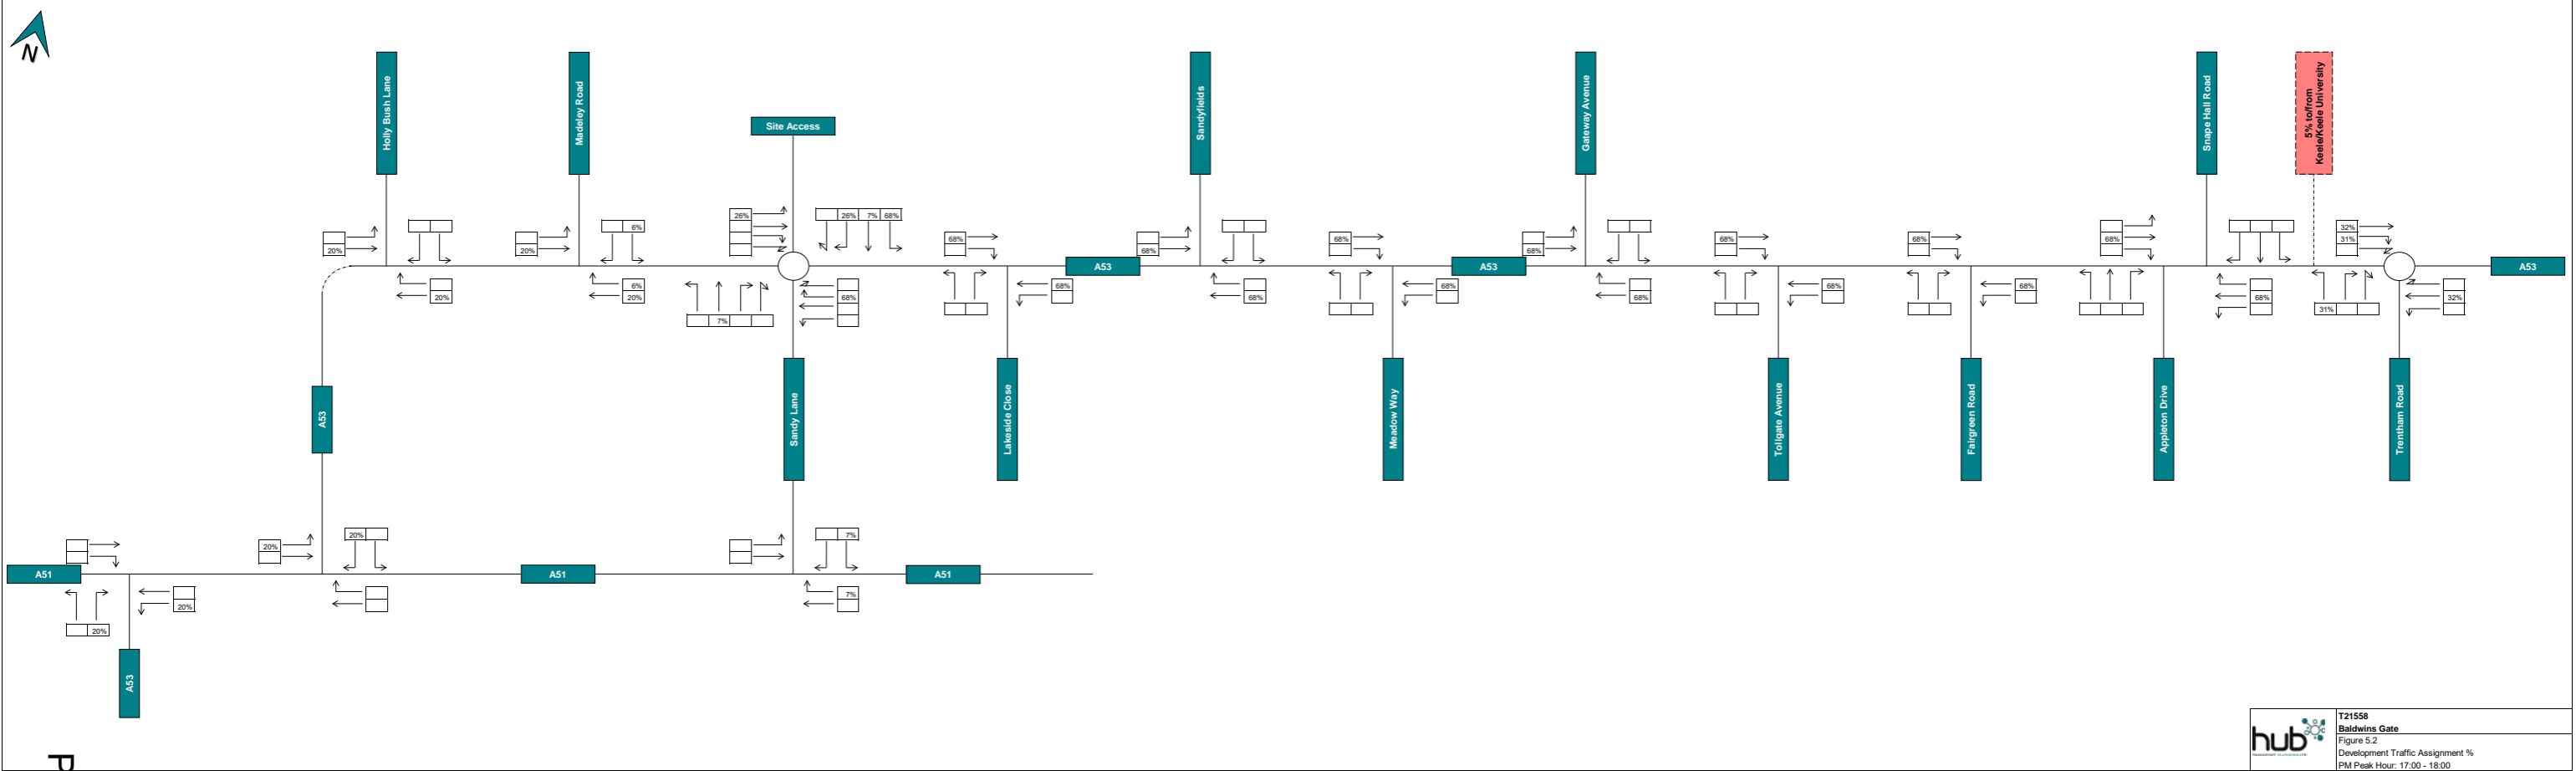 N
Holly Bush Lane
Madeley Road
Site Access
Sandyfields
Gateway Avenue
Snape Hall Road
5% to/from
Keele/Keele University
26%
26% 7% 68%
20%
20%
6%
68%
68%
68%
68%
68%
68%
68%
32%
31%
A53
A53
A53
20%
6%
20%
7%
68%
68%
68%
68%
68%
68%
68%
68%
31%
32%
A53
Sandy Lane
Lakeside Close
Meadow Way
Tollgate Avenue
Fairgreen Road
Appleton Drive
Trentham Road
20%
20%
7%
A51
A51
A51
20%
7%
20%
A53
P
hub
T21558
Baldwins Gate
Figure 5.2
Development Traffic Assignment %
PM Peak Hour: 17:00 - 18:00